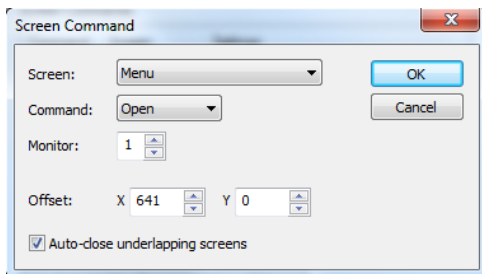 Screen Command
Screen: Menu OK
Command: Open Cancel
Monitor: 1
Offset: X 641 Y 0
Auto-close underlapping screens